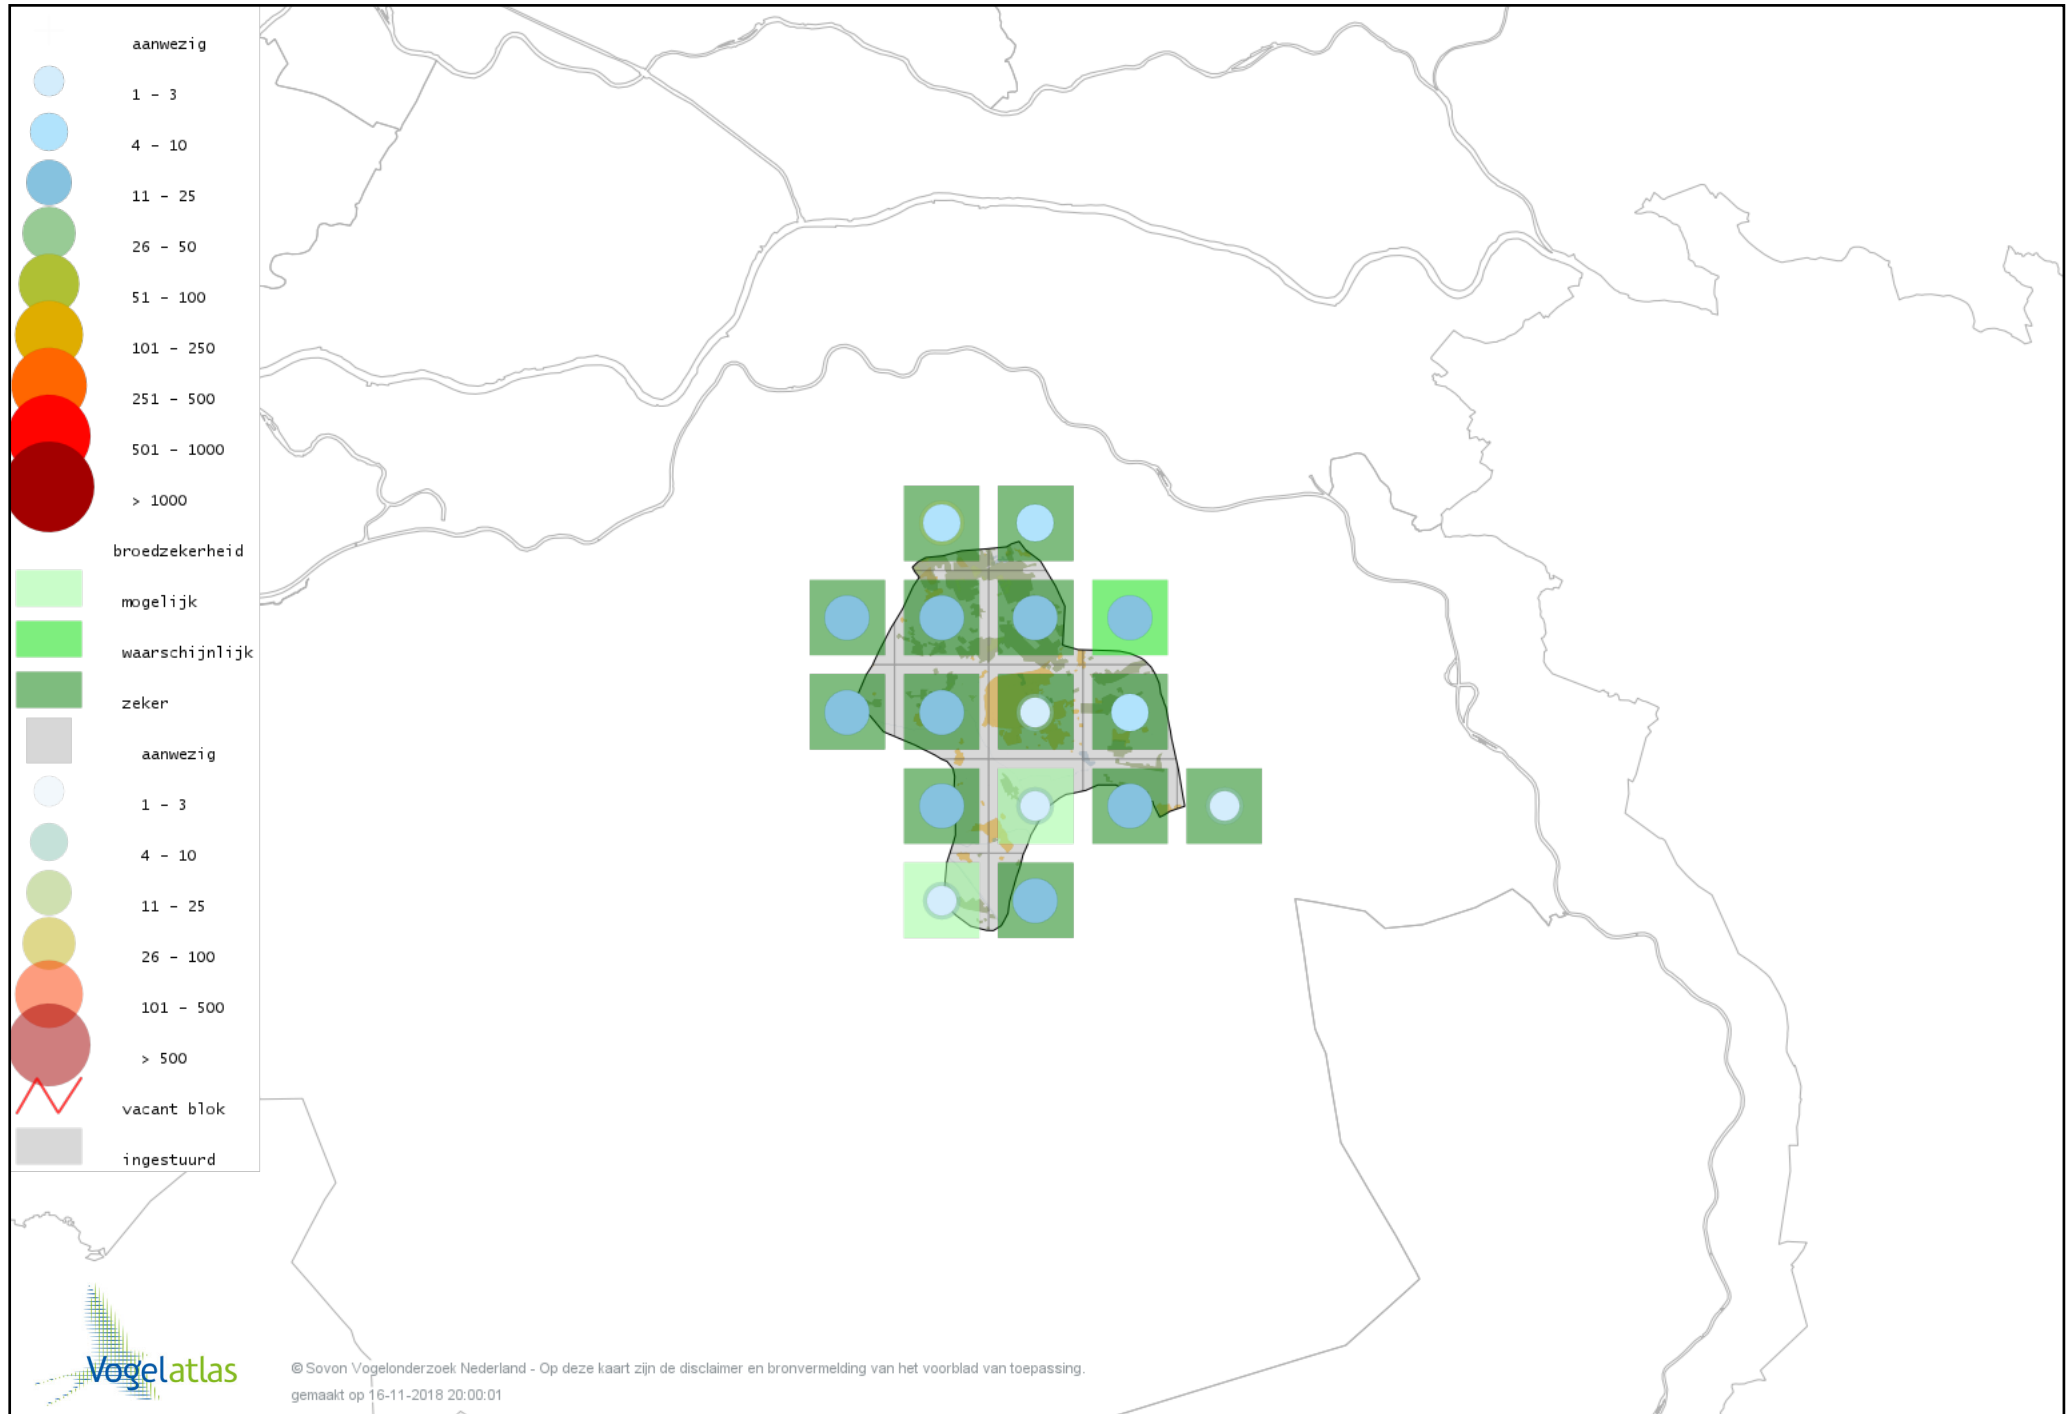 aanwezig
1 - 3
4 - 10
11 - 25
26 - 50
51 - 100
101 - 250
251 - 500
501 - 1000
> 1000
broedzekerheid
mogelijk
waarschijnlijk
zeker
aanwezig
1 - 3
4 - 10
11 - 25
26 - 100
101 - 500
> 500
vacant blok
ingestuurd
Vogelatlas
© Sovon Vogelonderzoek Nederland - Op deze kaart zijn de disclaimer en bronvermelding van het voorblad van toepassing.
gemaakt op 16-11-2018 20:00:01